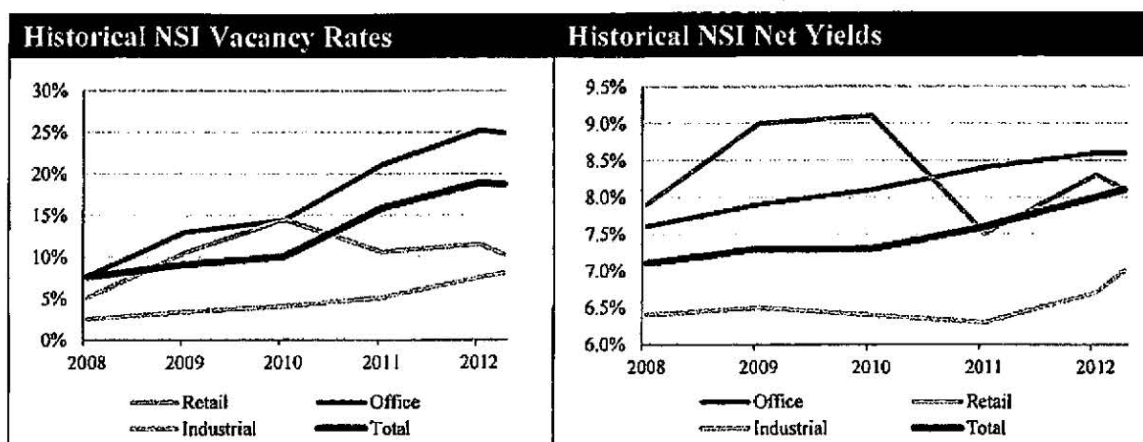 Historical NSI Vacancy Rates
30%
25%
20%
15%
10%
5%
0%
2008 2009 2010 2011 2012
Retail Office
Industrial Total
Historical NSI Net Yields
9.5%
9.0%
8.5%
8.0%
7.5%
7.0%
6.5%
6.0%
2008 2009 2010 2011 2012
Office Retail
Industrial Total